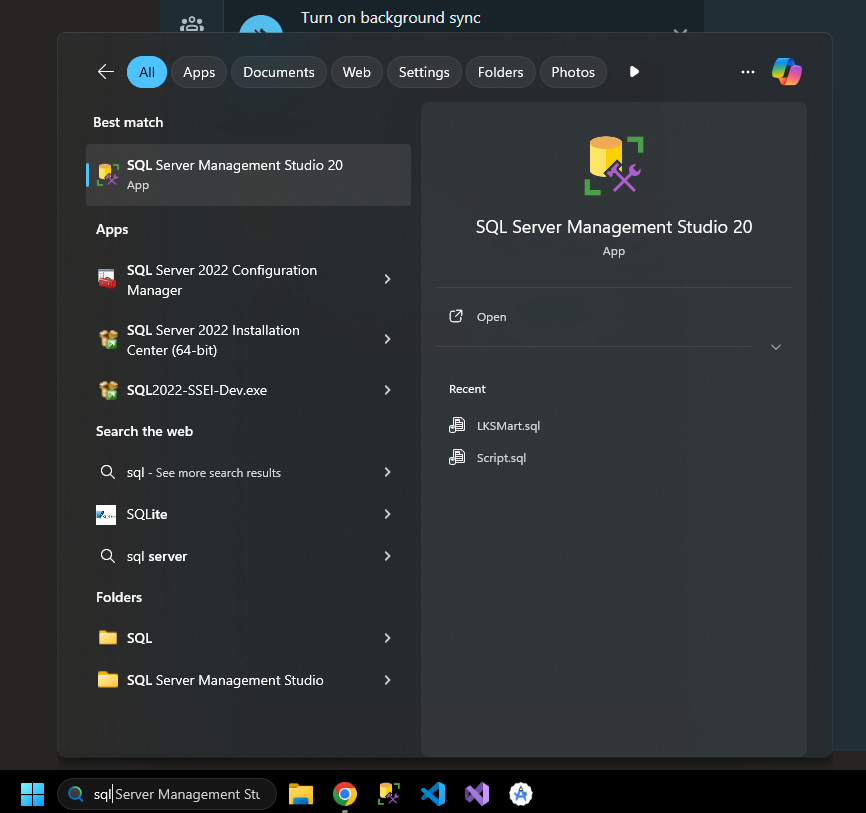 Turn on background sync
All
Apps
Documents
Web
Settings
Folders
Photos
Best match
SQL Server Management Studio 20
App
Apps
SQL Server 2022 Configuration
Manager
SQL Server 2022 Installation
Center (64-bit)
SQL2022-SSEI-Dev.exe
Search the web
sql - See more search results
SQLite
sql server
Folders
SQL
SQL Server Management Studio
SQL Server Management Studio 20
App
Open
Recent
LKSMart.sql
Script.sql
sql Server Management Stu